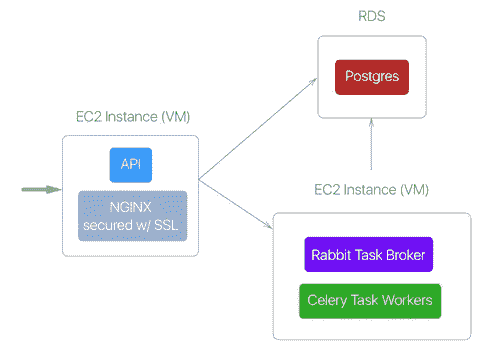 RDS
Postgres
EC2 Instance (VM)
API
NGINX
secured w/ SSL
EC2 Instance (VM)
Rabbit Task Broker
Celery Task Workers